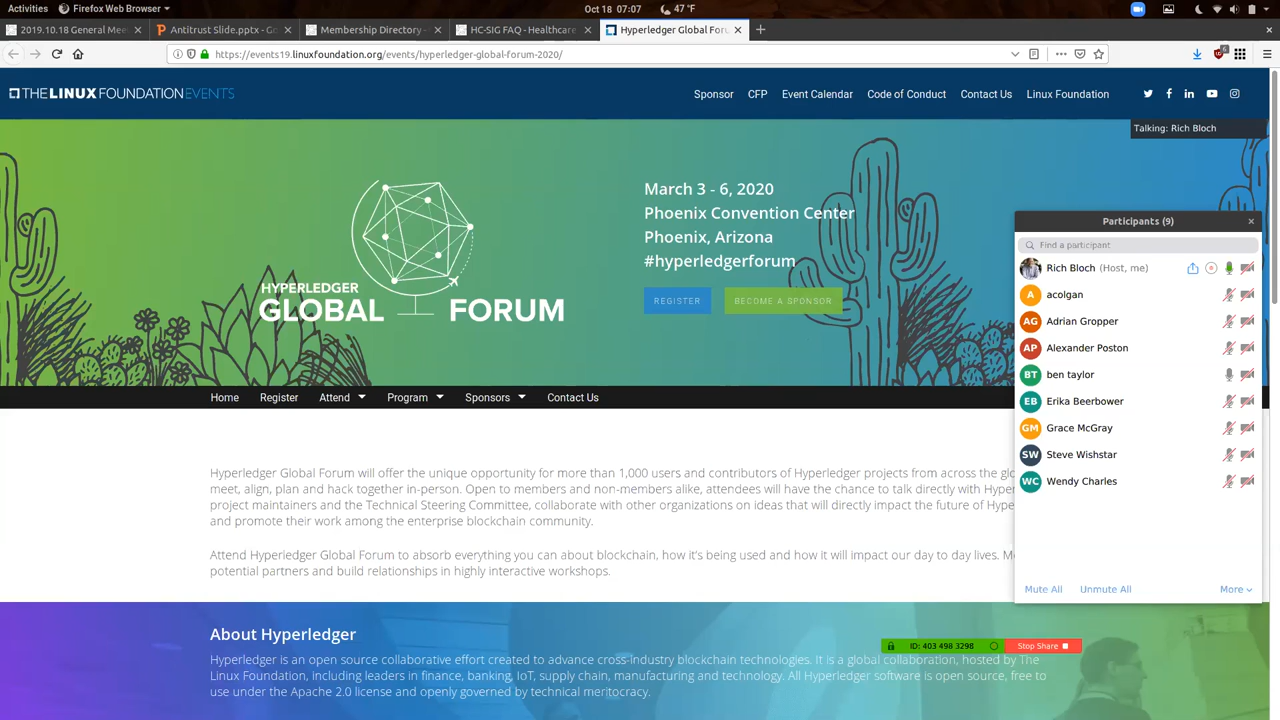 Activities
Firefox Web Browser
Oct 18 07:07
47 °F
2019.10.18 General Mee
Antitrust Slide.pptx - Go
Membership Directory -
HC-SIG FAQ - Healthcare
Hyperledger Global Foru
https://events19.linuxfoundation.org/events/hyperledger-global-forum-2020/
THE LINUX FOUNDATION EVENTS
Sponsor
CFP
Event Calendar
Code of Conduct
Contact Us
Linux Foundation
Talking: Rich Bloch
HYPERLEDGER
GLOBAL FORUM
March 3 - 6, 2020
Phoenix Convention Center
Phoenix, Arizona
#hyperledgerforum
REGISTER
BECOME A SPONSOR
Participants (9)
Find a participant
Rich Bloch (Host, me)
A acolgan
AG Adrian Gropper
AP Alexander Poston
BT ben taylor
EB Erika Beerbower
GM Grace McGray
SW Steve Wishstar
WC Wendy Charles
Mute All
Unmute All
More
Home
Register
Attend
Program
Sponsors
Contact Us
Hyperledger Global Forum will offer the unique opportunity for more than 1,000 users and contributors of Hyperledger projects from across the glo
meet, align, plan and hack together in-person. Open to members and non-members alike, attendees will have the chance to talk directly with Hyper
project maintainers and the Technical Steering Committee, collaborate with other organizations on ideas that will directly impact the future of Hype
and promote their work among the enterprise blockchain community.
Attend Hyperledger Global Forum to absorb everything you can about blockchain, how it's being used and how it will impact our day to day lives. M
potential partners and build relationships in highly interactive workshops.
About Hyperledger
ID: 403 498 3298
Stop Share
Hyperledger is an open source collaborative effort created to advance cross-industry blockchain technologies. It is a global collaboration, hosted by The
Linux Foundation, including leaders in finance, banking, IoT, supply chain, manufacturing and technology. All Hyperledger software is open source, free to
use under the Apache 2.0 license and openly governed by technical meritocracy.